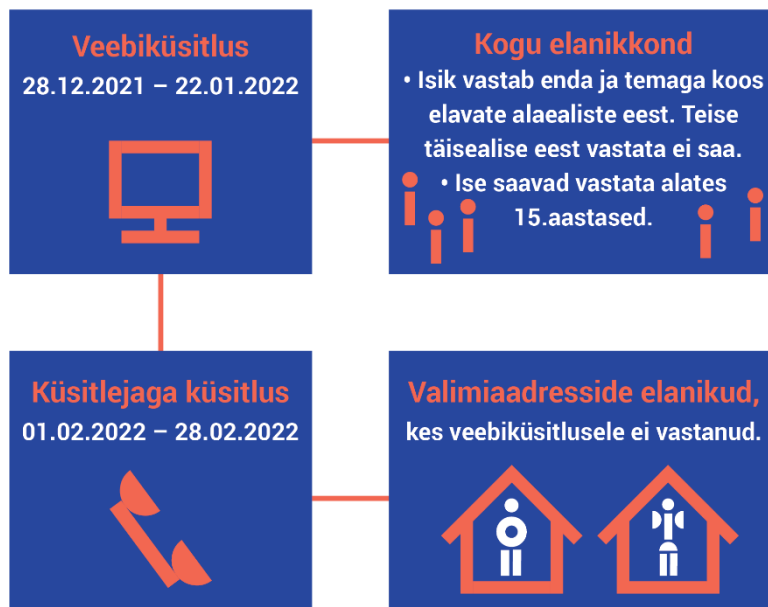 Veebiküsitlus
28.12.2021 – 22.01.2022
Kogu elanikkond
• Isik vastab enda ja temaga koos
elavate alaealiste eest. Teise
täisealise eest vastata ei saa.
• Ise saavad vastata alates
15.aastased.
Küsitlejaga küsitlus
01.02.2022 – 28.02.2022
Valimiaadresside elanikud,
kes veebiküsitlusele ei vastanud.